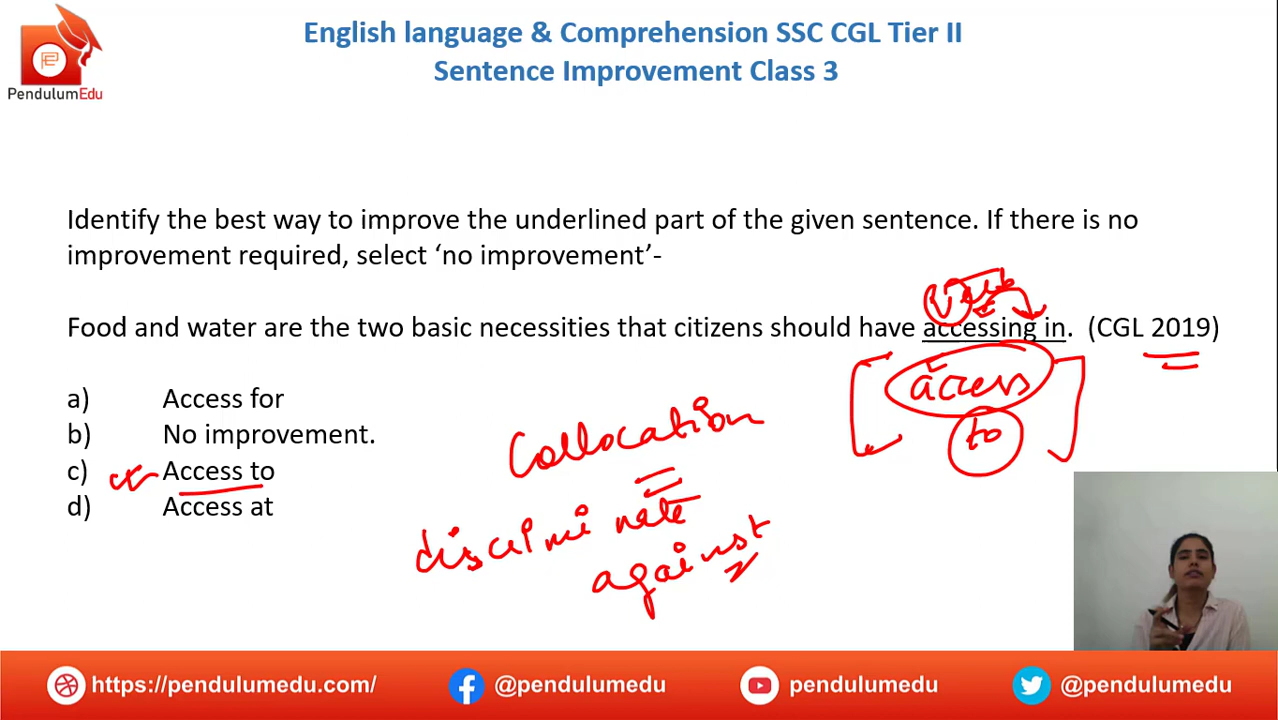 English language & Comprehension SSC CGL Tier II
Sentence Improvement Class 3
PendulumEdu
Identify the best way to improve the underlined part of the given sentence. If there is no
improvement required, select ‘no improvement’-
Verb
Food and water are the two basic necessities that citizens should have accessing in. (CGL 2019)
access
to
a) Access for
b) No improvement.
c) Access to
d) Access at
Collocation
discriminate
against
https://pendulumedu.com/
@pendulumedu
pendulumedu
@pendulumedu